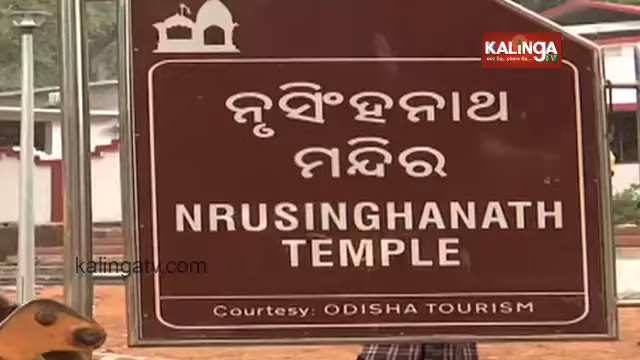 KALINGA TV
ନୃସିଂହନାଥ
ମନ୍ଦିର
NRUSINGHANATH
TEMPLE
kalingatv.com
Courtesy: ODISHA TOURISM